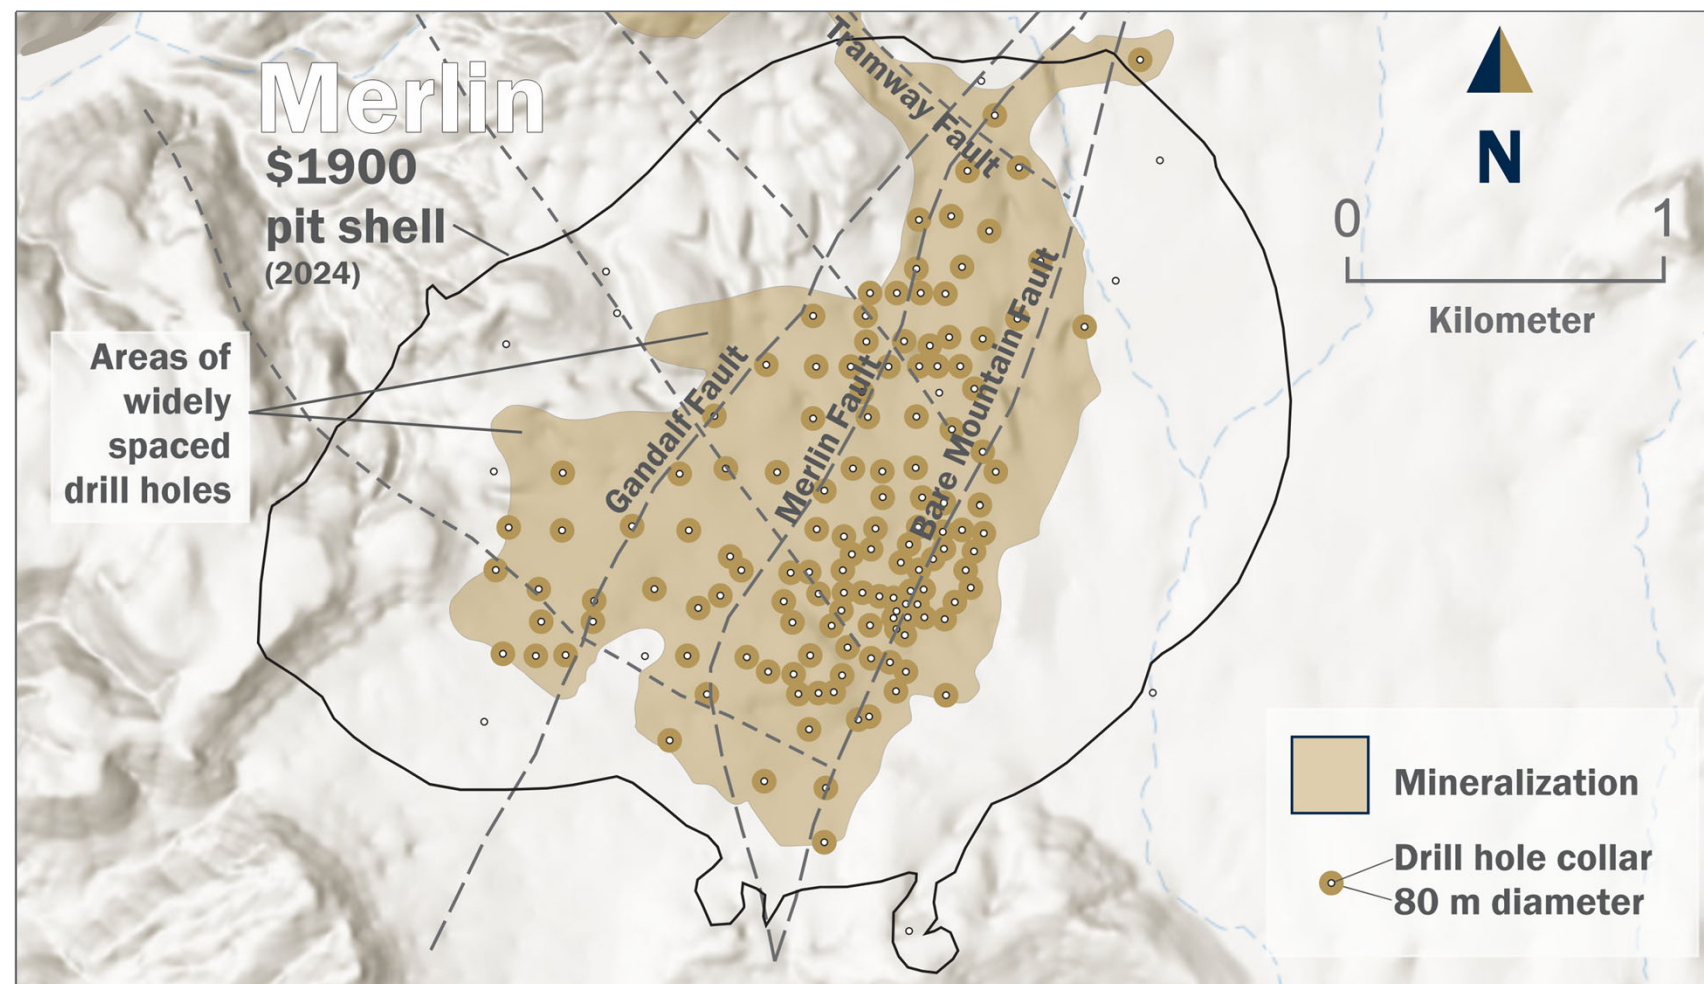 Merlin
$1900
pit shell
(2024)
Areas of
widely
spaced
drill holes
Tramway Fault
Gandalf Fault
Merlin Fault
Bare Mountain Fault
N
0 1
Kilometer
Mineralization
Drill hole collar
80 m diameter